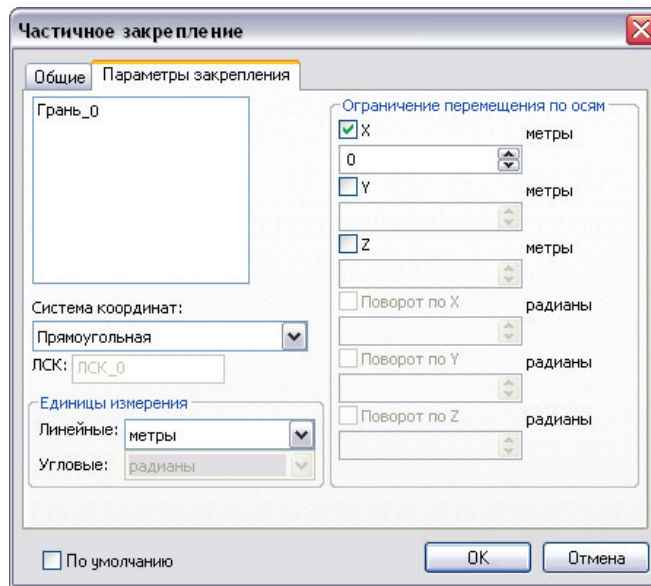 Частичное закрепление
Общие
Параметры закрепления
Грань_0
Система координат:
Прямоугольная
ЛСК: ЛСК_0
Единицы измерения
Линейные: метры
Угловые: радианы
Ограничение перемещения по осям
X метры
0
Y метры
Z метры
Поворот по X радианы
Поворот по Y радианы
Поворот по Z радианы
По умолчанию
OK
Отмена